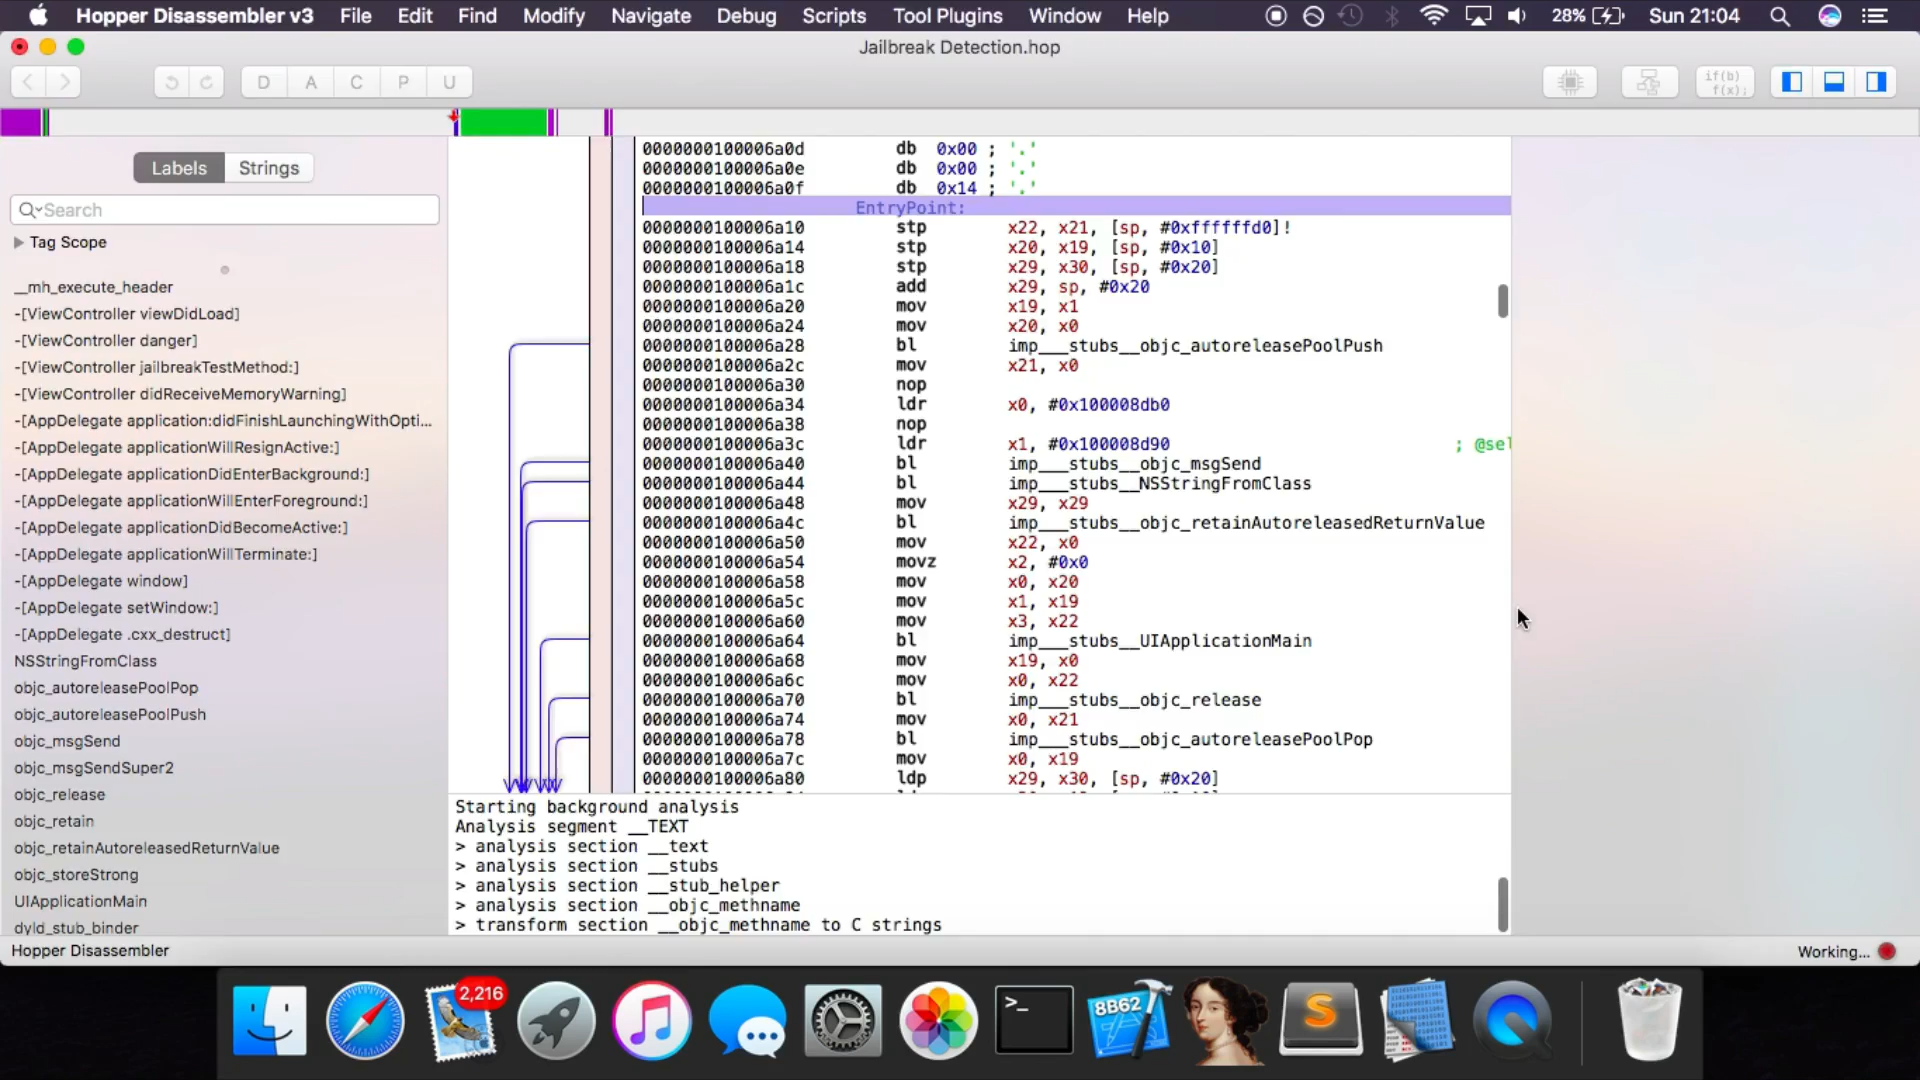 Hopper Disassembler v3 File Edit Find Modify Navigate Debug Scripts Tool Plugins Window Help 28% Sun 21:04
Jailbreak Detection.hop
D A C P U if(b) f(x);
Labels Strings
Search
Tag Scope
__mh_execute_header
-[ViewController viewDidLoad]
-[ViewController danger]
-[ViewController jailbreakTestMethod:]
-[ViewController didReceiveMemoryWarning]
-[AppDelegate application:didFinishLaunchingWithOpti...
-[AppDelegate applicationWillResignActive:]
-[AppDelegate applicationDidEnterBackground:]
-[AppDelegate applicationWillEnterForeground:]
-[AppDelegate applicationDidBecomeActive:]
-[AppDelegate applicationWillTerminate:]
-[AppDelegate window]
-[AppDelegate setWindow:]
-[AppDelegate .cxx_destruct]
NSStringFromClass
objc_autoreleasePoolPop
objc_autoreleasePoolPush
objc_msgSend
objc_msgSendSuper2
objc_release
objc_retain
objc_retainAutoreleasedReturnValue
objc_storeStrong
UIApplicationMain
dyld_stub_binder
0000000100006a0d db 0x00 ; '.'
0000000100006a0e db 0x00 ; '.'
0000000100006a0f db 0x14 ; '.'
EntryPoint:
0000000100006a10 stp x22, x21, [sp, #0xffffffd0]!
0000000100006a14 stp x20, x19, [sp, #0x10]
0000000100006a18 stp x29, x30, [sp, #0x20]
0000000100006a1c add x29, sp, #0x20
0000000100006a20 mov x19, x1
0000000100006a24 mov x20, x0
0000000100006a28 bl imp___stubs__objc_autoreleasePoolPush
0000000100006a2c mov x21, x0
0000000100006a30 nop
0000000100006a34 ldr x0, #0x100008db0
0000000100006a38 nop
0000000100006a3c ldr x1, #0x100008d90 ; @sel
0000000100006a40 bl imp___stubs__objc_msgSend
0000000100006a44 bl imp___stubs__NSStringFromClass
0000000100006a48 mov x29, x29
0000000100006a4c bl imp___stubs__objc_retainAutoreleasedReturnValue
0000000100006a50 mov x22, x0
0000000100006a54 movz x2, #0x0
0000000100006a58 mov x0, x20
0000000100006a5c mov x1, x19
0000000100006a60 mov x3, x22
0000000100006a64 bl imp___stubs__UIApplicationMain
0000000100006a68 mov x19, x0
0000000100006a6c mov x0, x22
0000000100006a70 bl imp___stubs__objc_release
0000000100006a74 mov x0, x21
0000000100006a78 bl imp___stubs__objc_autoreleasePoolPop
0000000100006a7c mov x0, x19
0000000100006a80 ldp x29, x30, [sp, #0x20]
Starting background analysis
Analysis segment __TEXT
> analysis section __text
> analysis section __stubs
> analysis section __stub_helper
> analysis section __objc_methname
> transform section __objc_methname to C strings
Hopper Disassembler Working...
2,216
>_
8B62
S